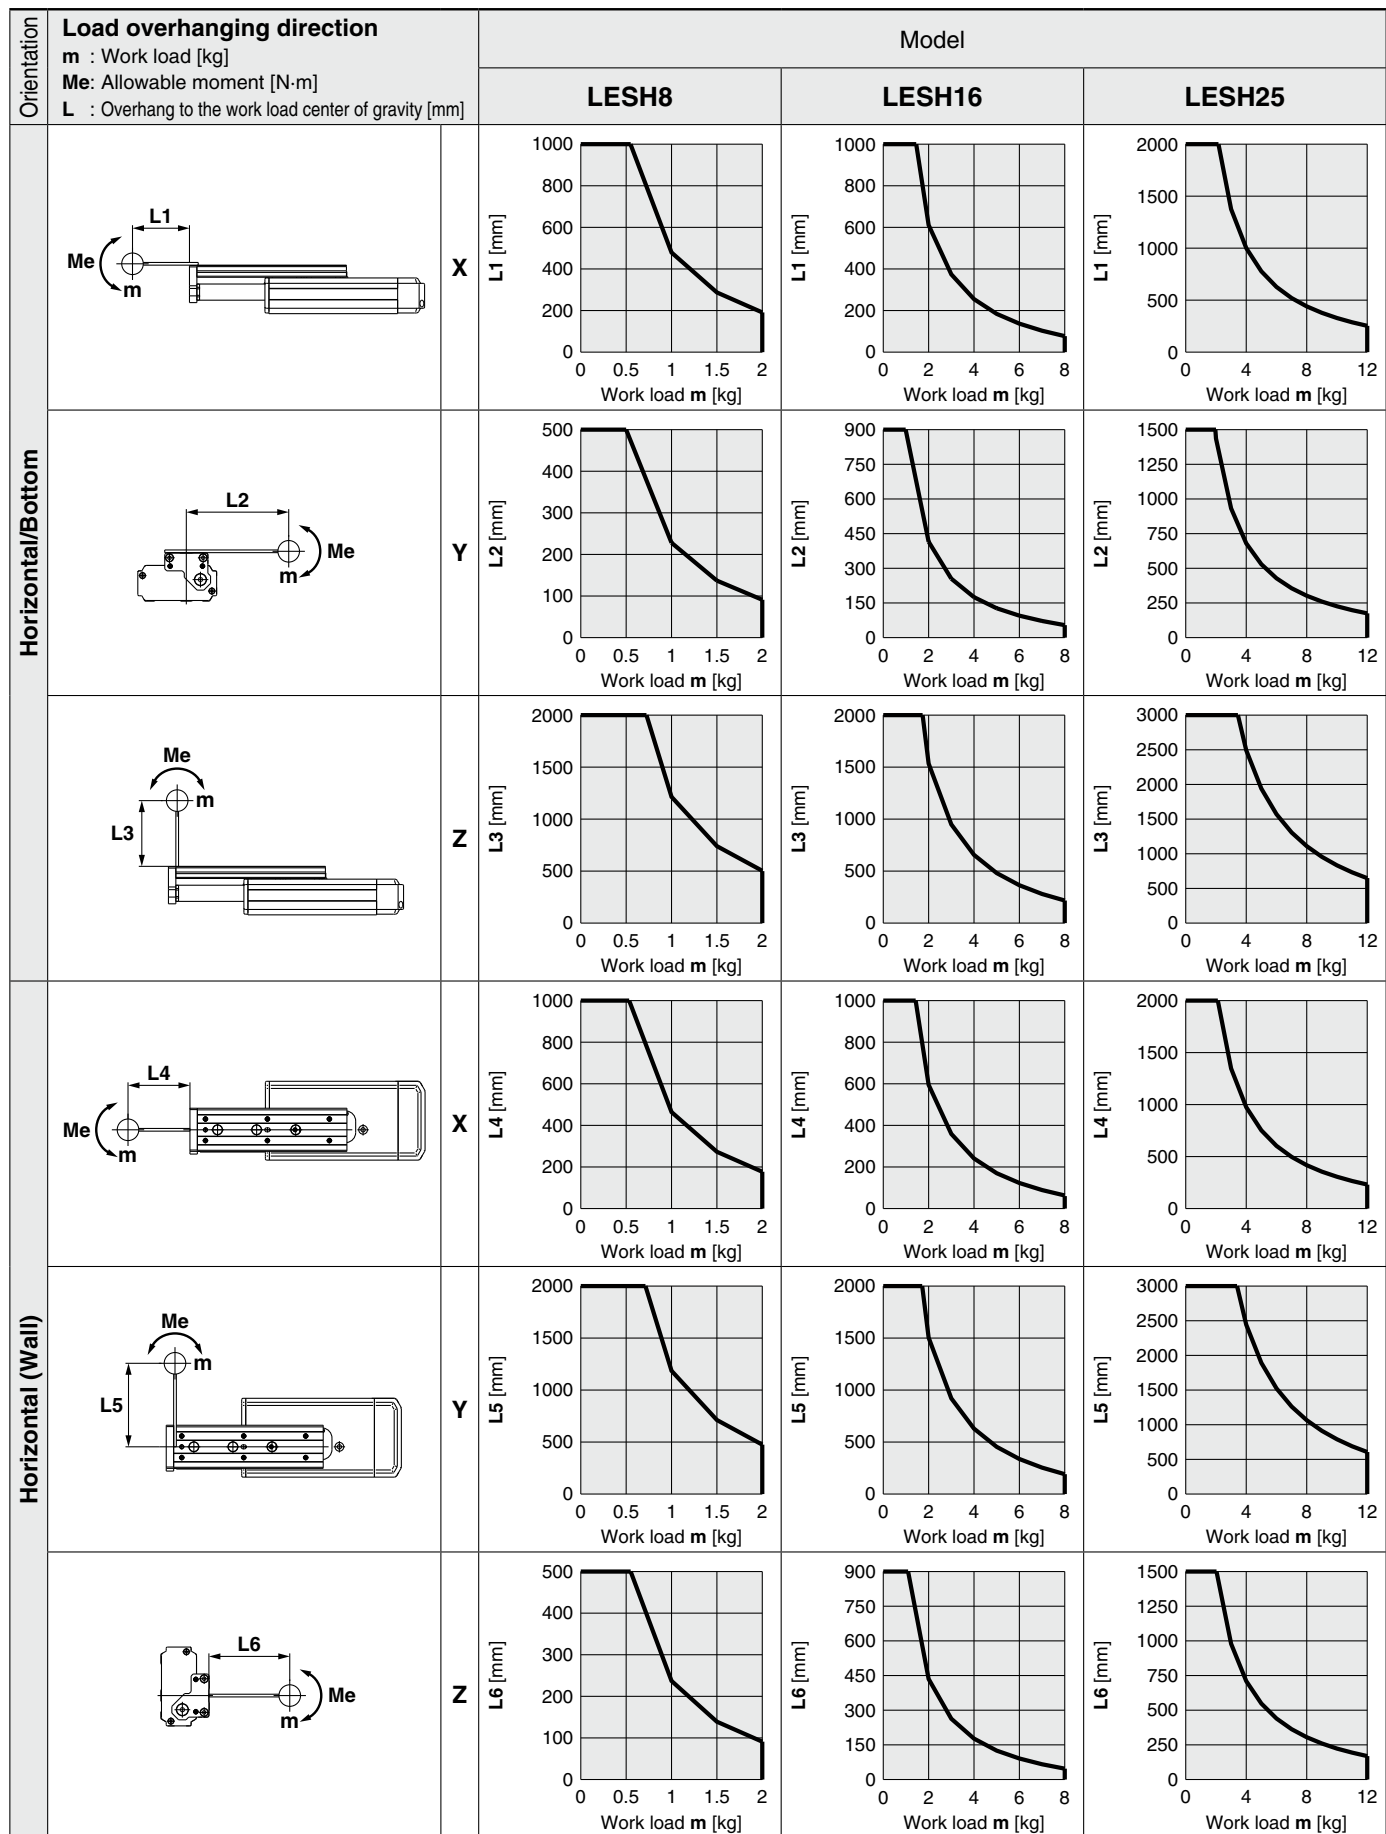 Orientation
Load overhanging direction
m : Work load [kg]
Me: Allowable moment [N·m]
L : Overhang to the work load center of gravity [mm]
Model
LESH8
LESH16
LESH25
Horizontal/Bottom
L1
Me
m
X
L1 [mm]
1000
800
600
400
200
0
0 0.5 1 1.5 2
Work load m [kg]
L1 [mm]
1000
800
600
400
200
0
0 2 4 6 8
Work load m [kg]
L1 [mm]
2000
1500
1000
500
0
0 4 8 12
Work load m [kg]
L2
Me
m
Y
L2 [mm]
500
400
300
200
100
0
0 0.5 1 1.5 2
Work load m [kg]
L2 [mm]
900
750
600
450
300
150
0
0 2 4 6 8
Work load m [kg]
L2 [mm]
1500
1250
1000
750
500
250
0
0 4 8 12
Work load m [kg]
Me
m
L3
Z
L3 [mm]
2000
1500
1000
500
0
0 0.5 1 1.5 2
Work load m [kg]
L3 [mm]
2000
1500
1000
500
0
0 2 4 6 8
Work load m [kg]
L3 [mm]
3000
2500
2000
1500
1000
500
0
0 4 8 12
Work load m [kg]
Horizontal (Wall)
L4
Me
m
X
L4 [mm]
1000
800
600
400
200
0
0 0.5 1 1.5 2
Work load m [kg]
L4 [mm]
1000
800
600
400
200
0
0 2 4 6 8
Work load m [kg]
L4 [mm]
2000
1500
1000
500
0
0 4 8 12
Work load m [kg]
Me
m
L5
Y
L5 [mm]
2000
1500
1000
500
0
0 0.5 1 1.5 2
Work load m [kg]
L5 [mm]
2000
1500
1000
500
0
0 2 4 6 8
Work load m [kg]
L5 [mm]
3000
2500
2000
1500
1000
500
0
0 4 8 12
Work load m [kg]
L6
Me
m
Z
L6 [mm]
500
400
300
200
100
0
0 0.5 1 1.5 2
Work load m [kg]
L6 [mm]
900
750
600
450
300
150
0
0 2 4 6 8
Work load m [kg]
L6 [mm]
1500
1250
1000
750
500
250
0
0 4 8 12
Work load m [kg]